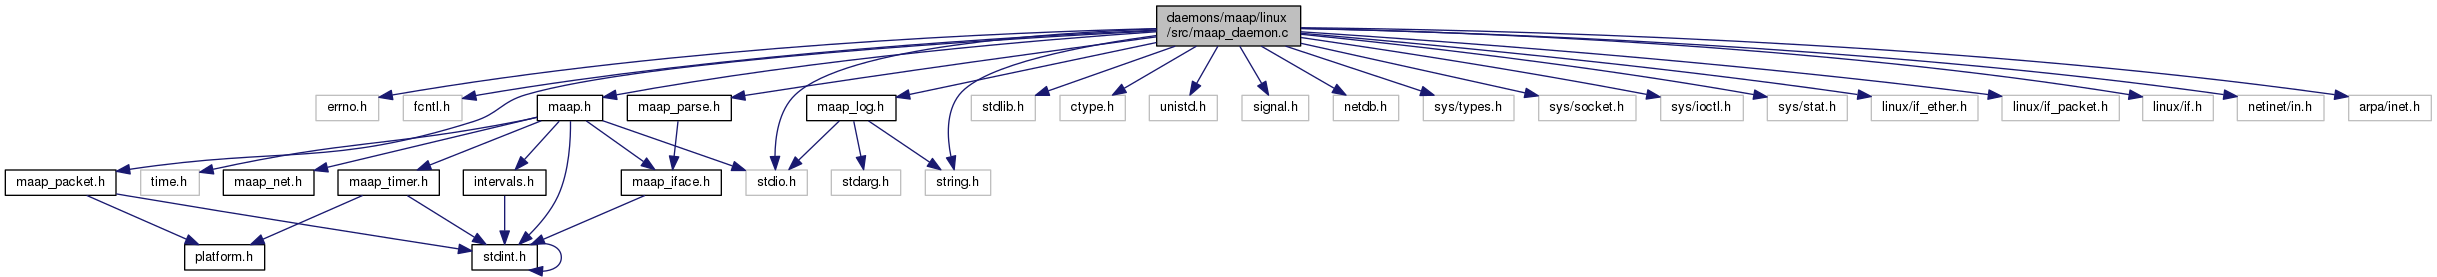 daemons/maap/linux
/src/maap_daemon.c
errno.h
fcntl.h
maap.h
maap_parse.h
maap_log.h
stdlib.h
ctype.h
unistd.h
signal.h
netdb.h
sys/types.h
sys/socket.h
sys/ioctl.h
sys/stat.h
linux/if_ether.h
linux/if_packet.h
linux/if.h
netinet/in.h
arpa/inet.h
maap_packet.h
time.h
maap_net.h
maap_timer.h
intervals.h
maap_iface.h
stdio.h
stdarg.h
string.h
platform.h
stdint.h